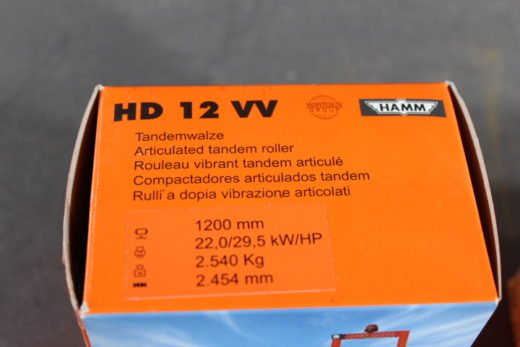 HD 12 VV
WIRTGEN GROUP
HAMM
Tandemwalze
Articulated tandem roller
Rouleau vibrant tandem articulé
Compactadores articulados tandem
Rulli a dopia vibrazione articolati
1200 mm
22,0/29,5 kW/HP
2.540 Kg
2.454 mm